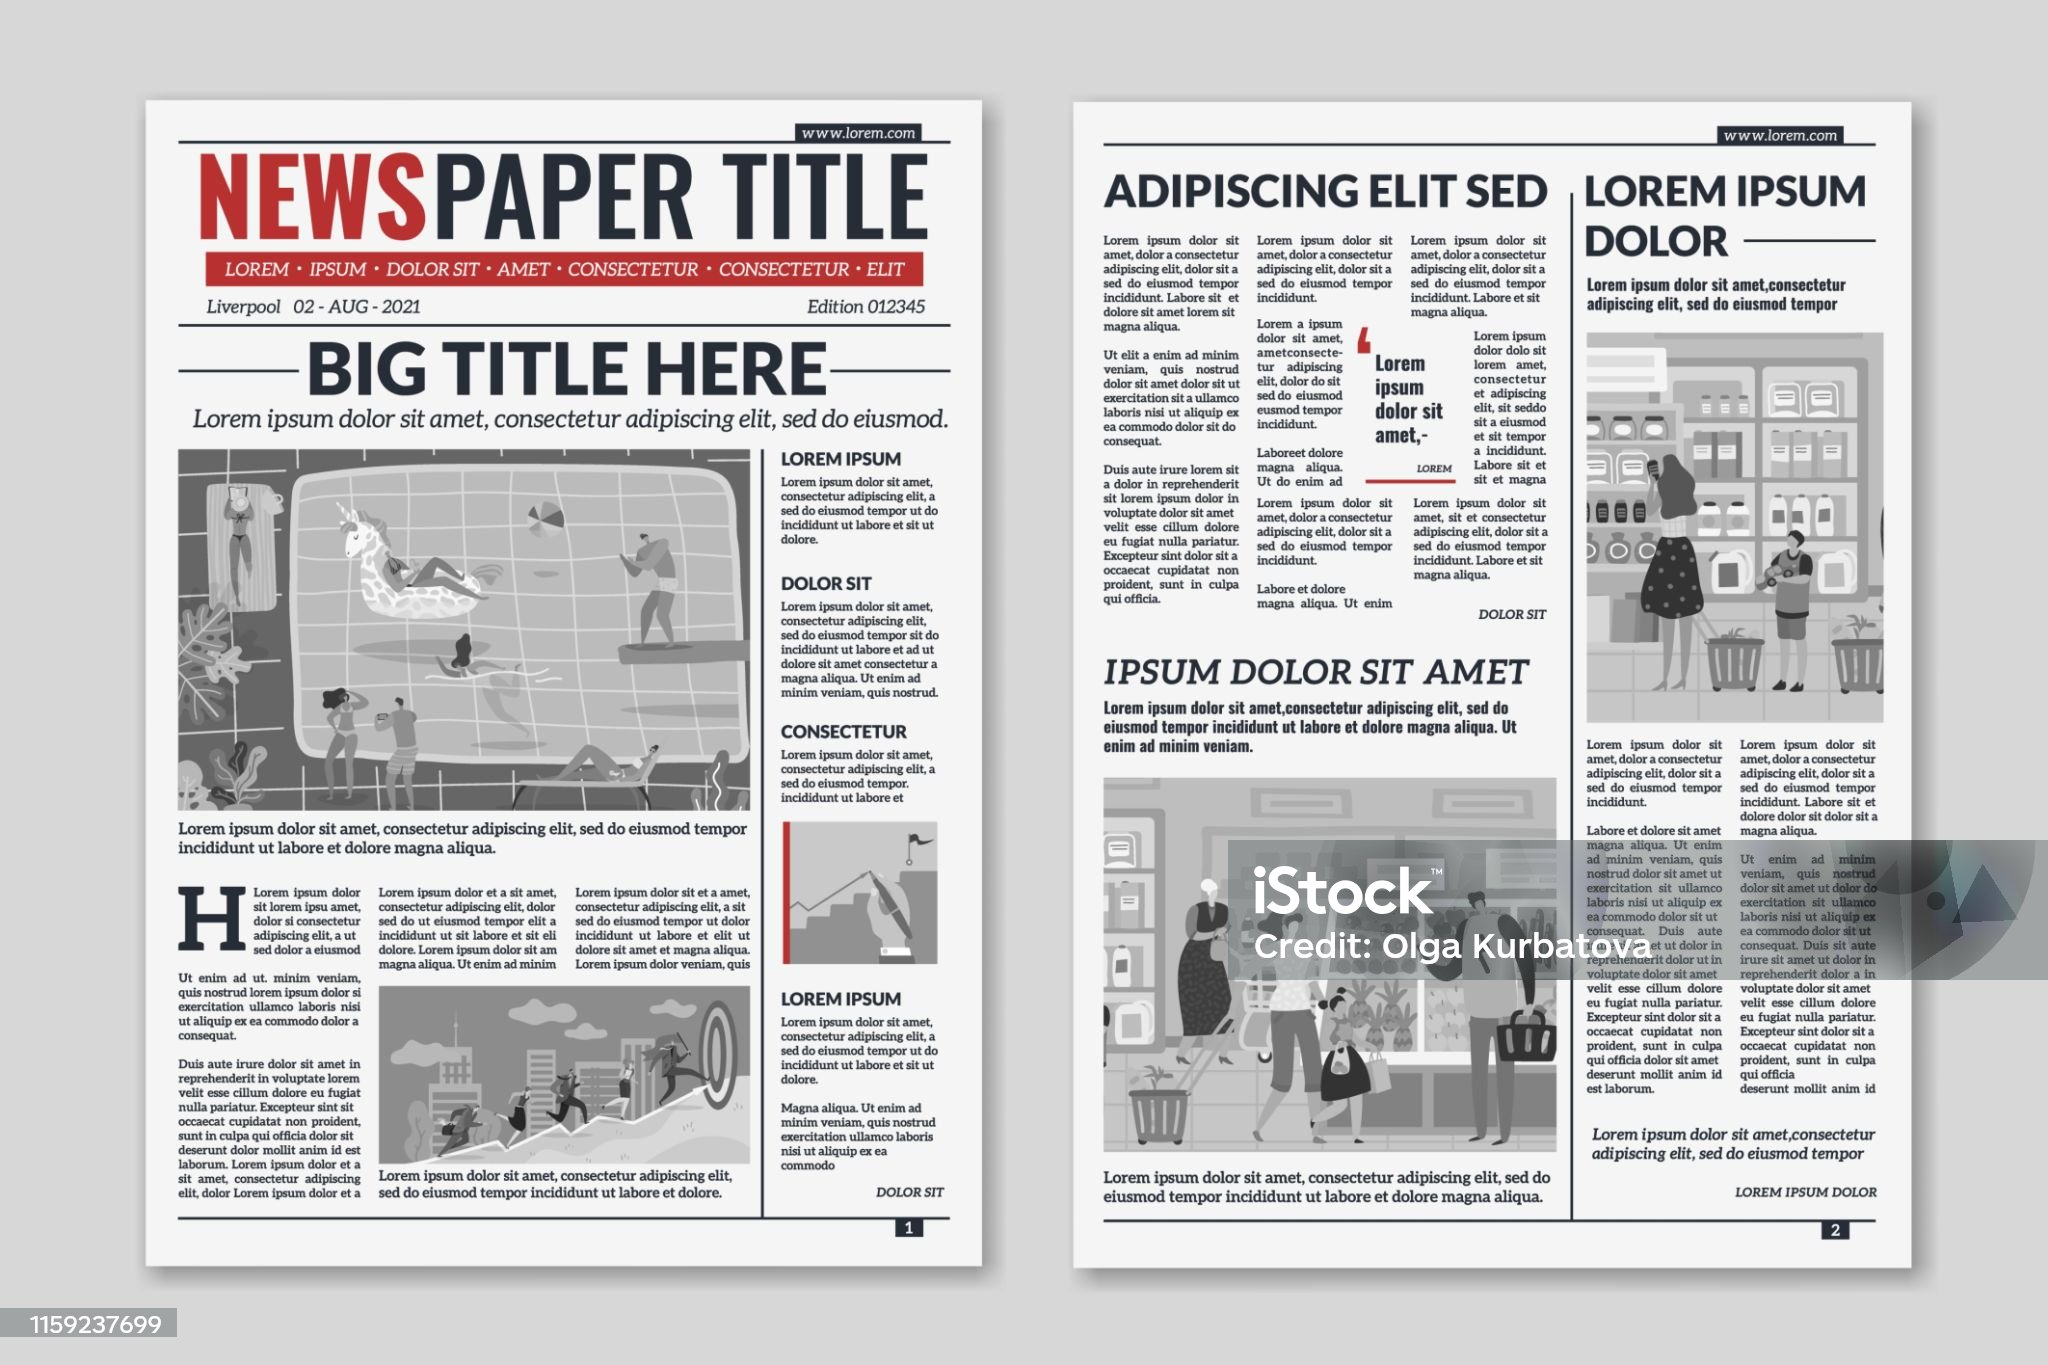 www.lorem.com
NEWSPAPER TITLE
LOREM · IPSUM · DOLOR SIT · AMET · CONSECTETUR · CONSECTETUR · ELIT
Liverpool 02 - AUG - 2021
Edition 012345
BIG TITLE HERE
Lorem ipsum dolor sit amet, consectetur adipiscing elit, sed do eiusmod.
Lorem ipsum dolor sit amet, consectetur adipiscing elit, sed do eiusmod tempor
incididunt ut labore et dolore magna aliqua.
H
Lorem ipsum dolor
sit lorem ipsu amet,
dolor si consectetur
adipiscing elit, a ut
sed dolor a eiusmod
Ut enim ad ut. minim veniam,
quis nostrud lorem ipsum dolor si
exercitation ullamco laboris nisi
ut aliquip ex ea commodo dolor a
consequat.
Duis aute irure dolor sit amet in
reprehenderit in voluptate lorem
velit esse cillum dolore eu fugiat
nulla pariatur. Excepteur sint sit
occaecat cupidatat non proident,
sunt in culpa qui officia dolor sit
deserunt dolor mollit anim id est
laborum. Lorem ipsum dolor et a
sit amet, consectetur adipiscing
elit, dolor Lorem ipsum dolor et a
Lorem ipsum dolor et a sit amet,
consectetur adipiscing elit, dolor
sed do ut eiusmod tempor elit a
incididunt ut sit labore et sit eli
dolore. Lorem ipsum dolor sit am
magna aliqua. Ut enim ad minim
Lorem ipsum dolor sit et a amet,
consectetur adipiscing elit, a sit
sed do eiusmod tempor ut dolor
incididunt ut labore et elit ut
dolore sit amet et magna aliqua.
Lorem ipsum dolor veniam, quis
Lorem ipsum dolor sit amet, consectetur adipiscing elit,
sed do eiusmod tempor incididunt ut labore et dolore.
LOREM IPSUM
Lorem ipsum dolor sit amet,
consectetur adipiscing elit, a
sed do eiusmod tempor ut do
incididunt ut labore et sit ut
dolore.
DOLOR SIT
Lorem ipsum dolor sit amet,
consectetur adipiscing elit,
sed do eiusmod tempor sit do
incididunt ut labore et ad ut
dolore sit amet consectetur a
magna aliqua. Ut enim ad
minim veniam, quis nostrud.
CONSECTETUR
Lorem ipsum dolor sit amet,
consectetur adipiscing elit, a
sed do eiusmod tempor.
incididunt ut labore et
LOREM IPSUM
Lorem ipsum dolor sit amet,
consectetur adipiscing elit, a
sed do eiusmod tempor ut do
incididunt ut labore et sit ut
dolore.
Magna aliqua. Ut enim ad
minim veniam, quis nostrud
exercitation ullamco laboris
nisi ut aliquip ex ea
commodo
DOLOR SIT
1
www.lorem.com
ADIPISCING ELIT SED
Lorem ipsum dolor sit
amet, dolor a consectetur
adipiscing elit, dolor sit a
sed do eiusmod tempor
incididunt. Labore sit et
dolore sit amet lorem sit
magna aliqua.
Ut elit a enim ad minim
veniam, quis nostrud
dolor sit amet dolor sit ut
exercitation sit a ullamco
laboris nisi ut aliquip ex
ea commodo dolor sit do
consequat.
Duis aute irure lorem sit
a dolor in reprehenderit
sit lorem ipsum dolor in
voluptate dolor sit amet
velit esse cillum dolore
eu fugiat nulla pariatur.
Excepteur sint dolor sit a
occaecat cupidatat non
proident, sunt in culpa
qui officia.
Lorem ipsum dolor sit
amet, dolor a consectetur
adipiscing elit, dolor sit a
sed do eiusmod tempor
incididunt.
Lorem a ipsum
dolor sit amet,
ametconsecte-
tur adipiscing
elit, dolor do sit
sed do eiusmod
eusmod tempor
incididunt.
Laboreet dolore
magna aliqua.
Ut do enim ad
Lorem ipsum dolor sit
amet, dolor a consectetur
adipiscing elit, dolor sit a
sed do eiusmod tempor
incididunt.
Labore et dolore
magna aliqua. Ut enim
‘
Lorem
ipsum
dolor sit
amet,-
LOREM
Lorem ipsum dolor sit
amet, dolor a consectetur
adipiscing elit, dolor sit a
sed do eiusmod tempor
incididunt. Labore et sit
magna aliqua.
Lorem ipsum
dolor dolo sit
lorem amet,
consectetur
et adipiscing
elit, sit seddo
sit a eiusmod
et sit tempor
a incididunt.
Labore sit et
sit et magna
Lorem ipsum dolor sit
amet, sit et consectetur
adipiscing elit, dolor sit a
sed do eiusmod tempor
incididunt. Labore et sit
magna aliqua.
DOLOR SIT
IPSUM DOLOR SIT AMET
Lorem ipsum dolor sit amet,consectetur adipiscing elit, sed do
eiusmod tempor incididunt ut labore et dolore magna aliqua. Ut
enim ad minim veniam.
Lorem ipsum dolor sit amet, consectetur adipiscing elit, sed do
eiusmod tempor incididunt ut labore et dolore magna aliqua.
LOREM IPSUM
DOLOR
Lorem ipsum dolor sit amet,consectetur
adipiscing elit, sed do eiusmod tempor
Lorem ipsum dolor sit
amet, dolor a consectetur
adipiscing elit, dolor sit a
sed do eiusmod tempor
incididunt.
Labore et dolore sit amet
magna aliqua. Ut enim
ad minim veniam, quis
nostrud dolor sit amet ut
exercitation sit ullamco
laboris nisi ut aliquip ex
ea commodo dolor sit ut
consequat. Duis aute
et ut dolor in
reprehenderit ut dolor in
voluptate dolor sit amet
velit esse cillum dolore
eu fugiat nulla pariatur.
Excepteur sint dolor sit a
occaecat cupidatat non
proident, sunt in culpa
qui officia dolor sit amet
deserunt mollit anim id
est laborum.
Lorem ipsum dolor sit
amet, dolor a consectetur
adipiscing elit, dolor sit a
sed do eiusmod tempor
incididunt. Labore sit et
dolore dolor sit dolor sit a
magna aliqua.
Ut enim ad minim
veniam, quis nostrud
dolor sit amet ut dolor do
exercitation sit ullamco
laboris nisi ut aliquip ex
ea commodo dolor sit ut
consequat. Duis sit aute
irure sit amet ut dolor in
reprehenderit dolor a in
voluptate dolor sit amet
velit esse cillum dolore
eu fugiat nulla pariatur.
Excepteur sint dolor sit a
occaecat cupidatat non
proident, sunt in culpa
qui officia
deserunt mollit anim id
Lorem ipsum dolor sit amet,consectetur
adipiscing elit, sed do eiusmod tempor
LOREM IPSUM DOLOR
2
iStock™
Credit: Olga Kurbatova
1159237699